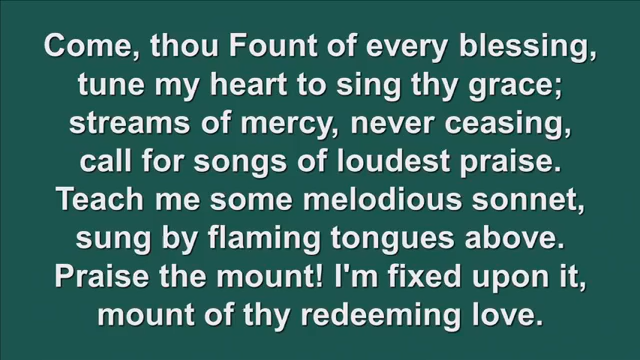 Come, thou Fount of every blessing,
tune my heart to sing thy grace;
streams of mercy, never ceasing,
call for songs of loudest praise.
Teach me some melodious sonnet,
sung by flaming tongues above.
Praise the mount! I'm fixed upon it,
mount of thy redeeming love.